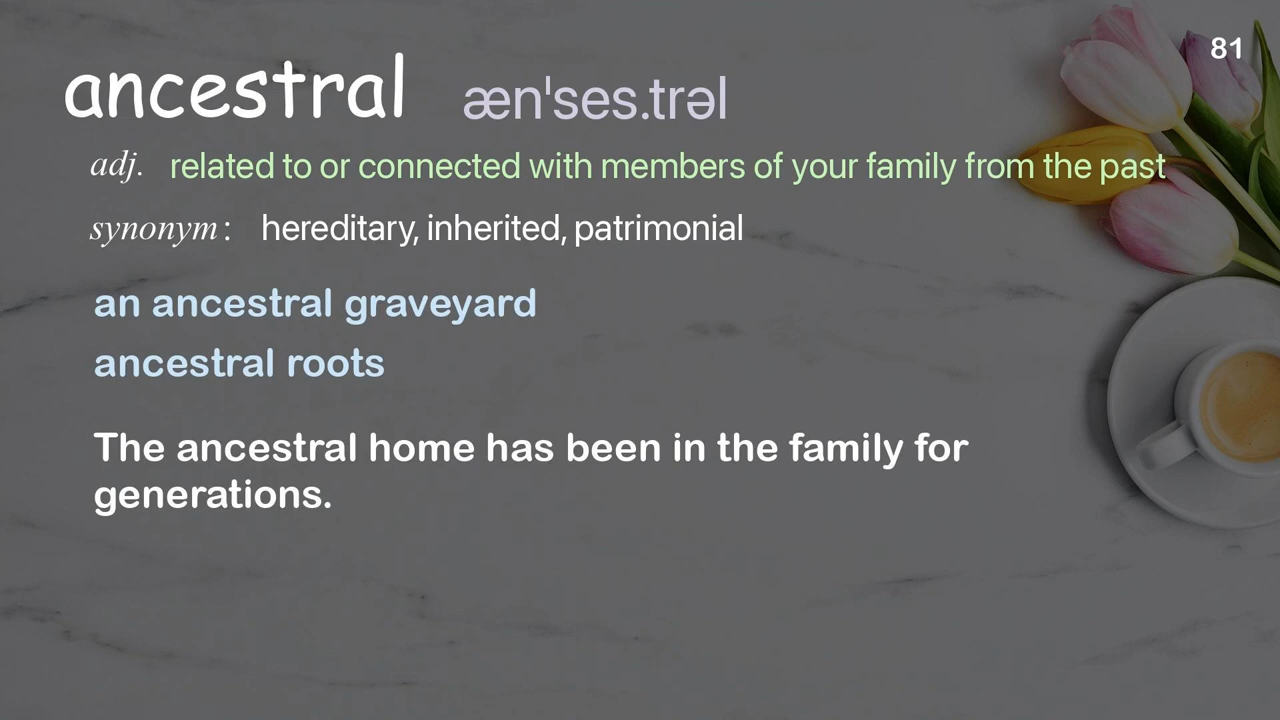 81
ancestral æn'ses.trəl
adj. related to or connected with members of your family from the past
synonym: hereditary, inherited, patrimonial
an ancestral graveyard
ancestral roots
The ancestral home has been in the family for
generations.